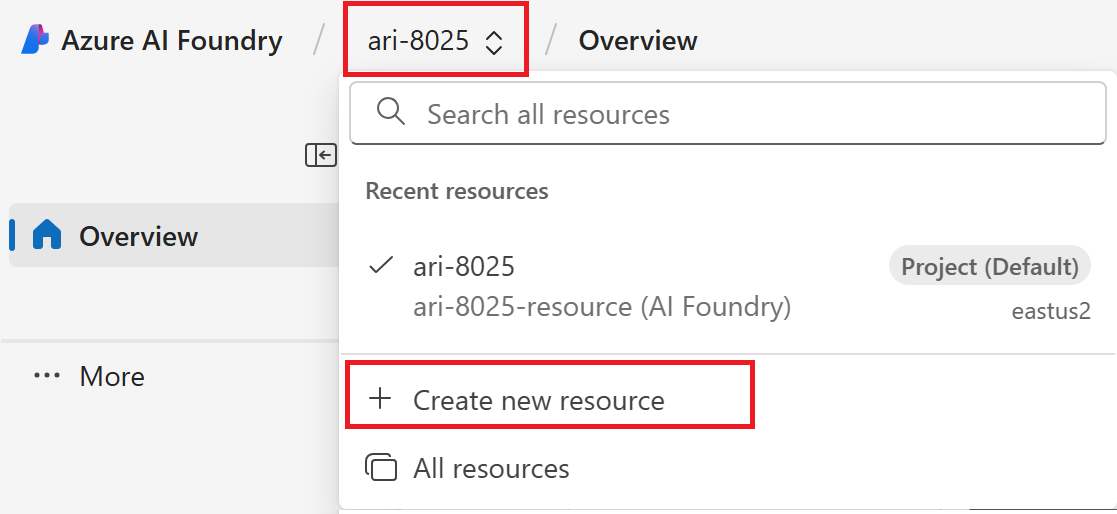 Azure AI Foundry / ari-8025 / Overview
Search all resources
Recent resources
Overview
ari-8025 Project (Default)
ari-8025-resource (AI Foundry) eastus2
More
Create new resource
All resources